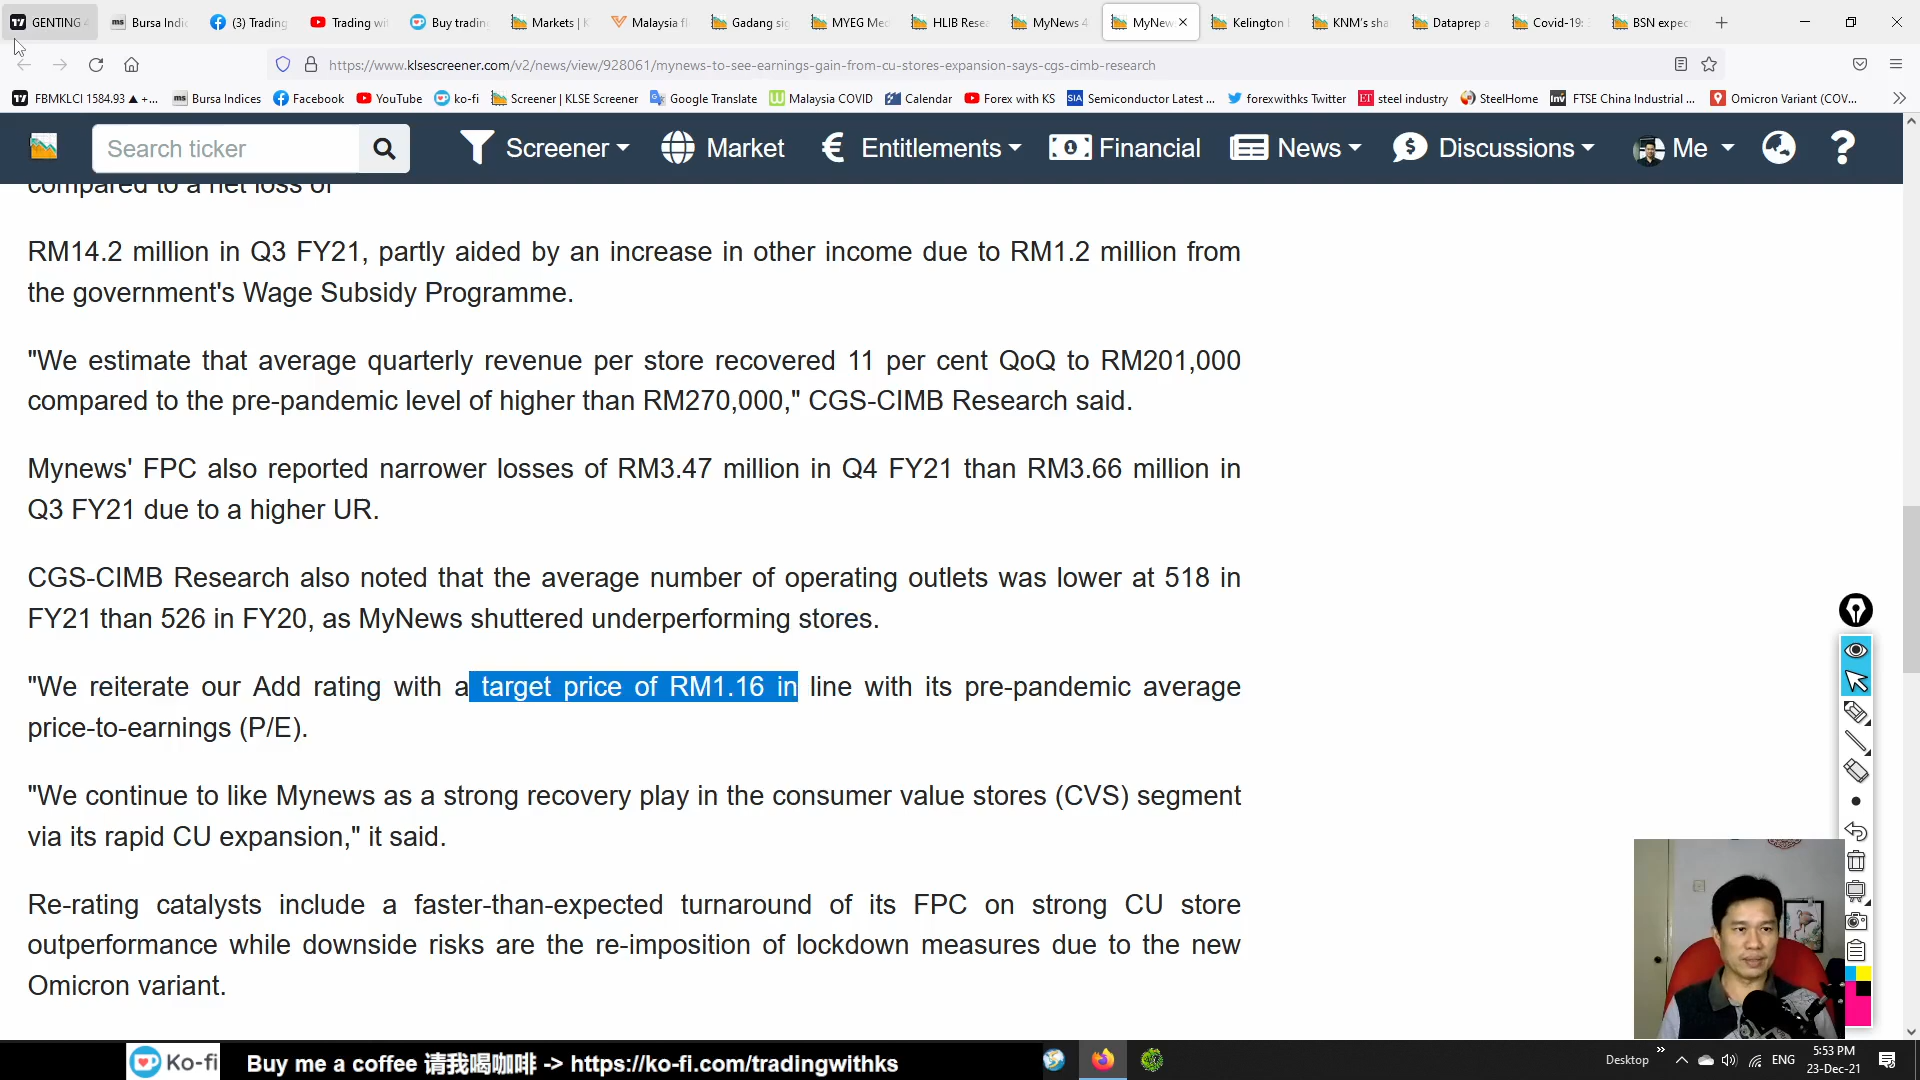 GENTING
Bursa Indi
(3) Trading
Trading wi
Buy tradin
Markets | K
Malaysia fl
Gadang si
MYEG Me
HLIB Rese
MyNews 4
MyNew
Kelington
KNM's sha
Dataprep a
Covid-19:
BSN expec
https://www.klsescreener.com/v2/news/view/928061/mynews-to-see-earnings-gain-from-cu-stores-expansion-says-cgs-cimb-research
FBMKLCI 1584.93 ▲ +...
Bursa Indices
Facebook
YouTube
ko-fi
Screener | KLSE Screener
Google Translate
Malaysia COVID
Calendar
Forex with KS
Semiconductor Latest ...
forexwithks Twitter
steel industry
SteelHome
FTSE China Industrial ...
Omicron Variant (COV...
Search ticker
Screener
Market
Entitlements
Financial
News
Discussions
Me
compared to a net loss of
RM14.2 million in Q3 FY21, partly aided by an increase in other income due to RM1.2 million from
the government's Wage Subsidy Programme.
"We estimate that average quarterly revenue per store recovered 11 per cent QoQ to RM201,000
compared to the pre-pandemic level of higher than RM270,000," CGS-CIMB Research said.
Mynews' FPC also reported narrower losses of RM3.47 million in Q4 FY21 than RM3.66 million in
Q3 FY21 due to a higher UR.
CGS-CIMB Research also noted that the average number of operating outlets was lower at 518 in
FY21 than 526 in FY20, as MyNews shuttered underperforming stores.
"We reiterate our Add rating with a target price of RM1.16 in line with its pre-pandemic average
price-to-earnings (P/E).
"We continue to like Mynews as a strong recovery play in the consumer value stores (CVS) segment
via its rapid CU expansion," it said.
Re-rating catalysts include a faster-than-expected turnaround of its FPC on strong CU store
outperformance while downside risks are the re-imposition of lockdown measures due to the new
Omicron variant.
Ko-fi
Buy me a coffee 请我喝咖啡 -> https://ko-fi.com/tradingwithks
Desktop
ENG
5:53 PM
23-Dec-21